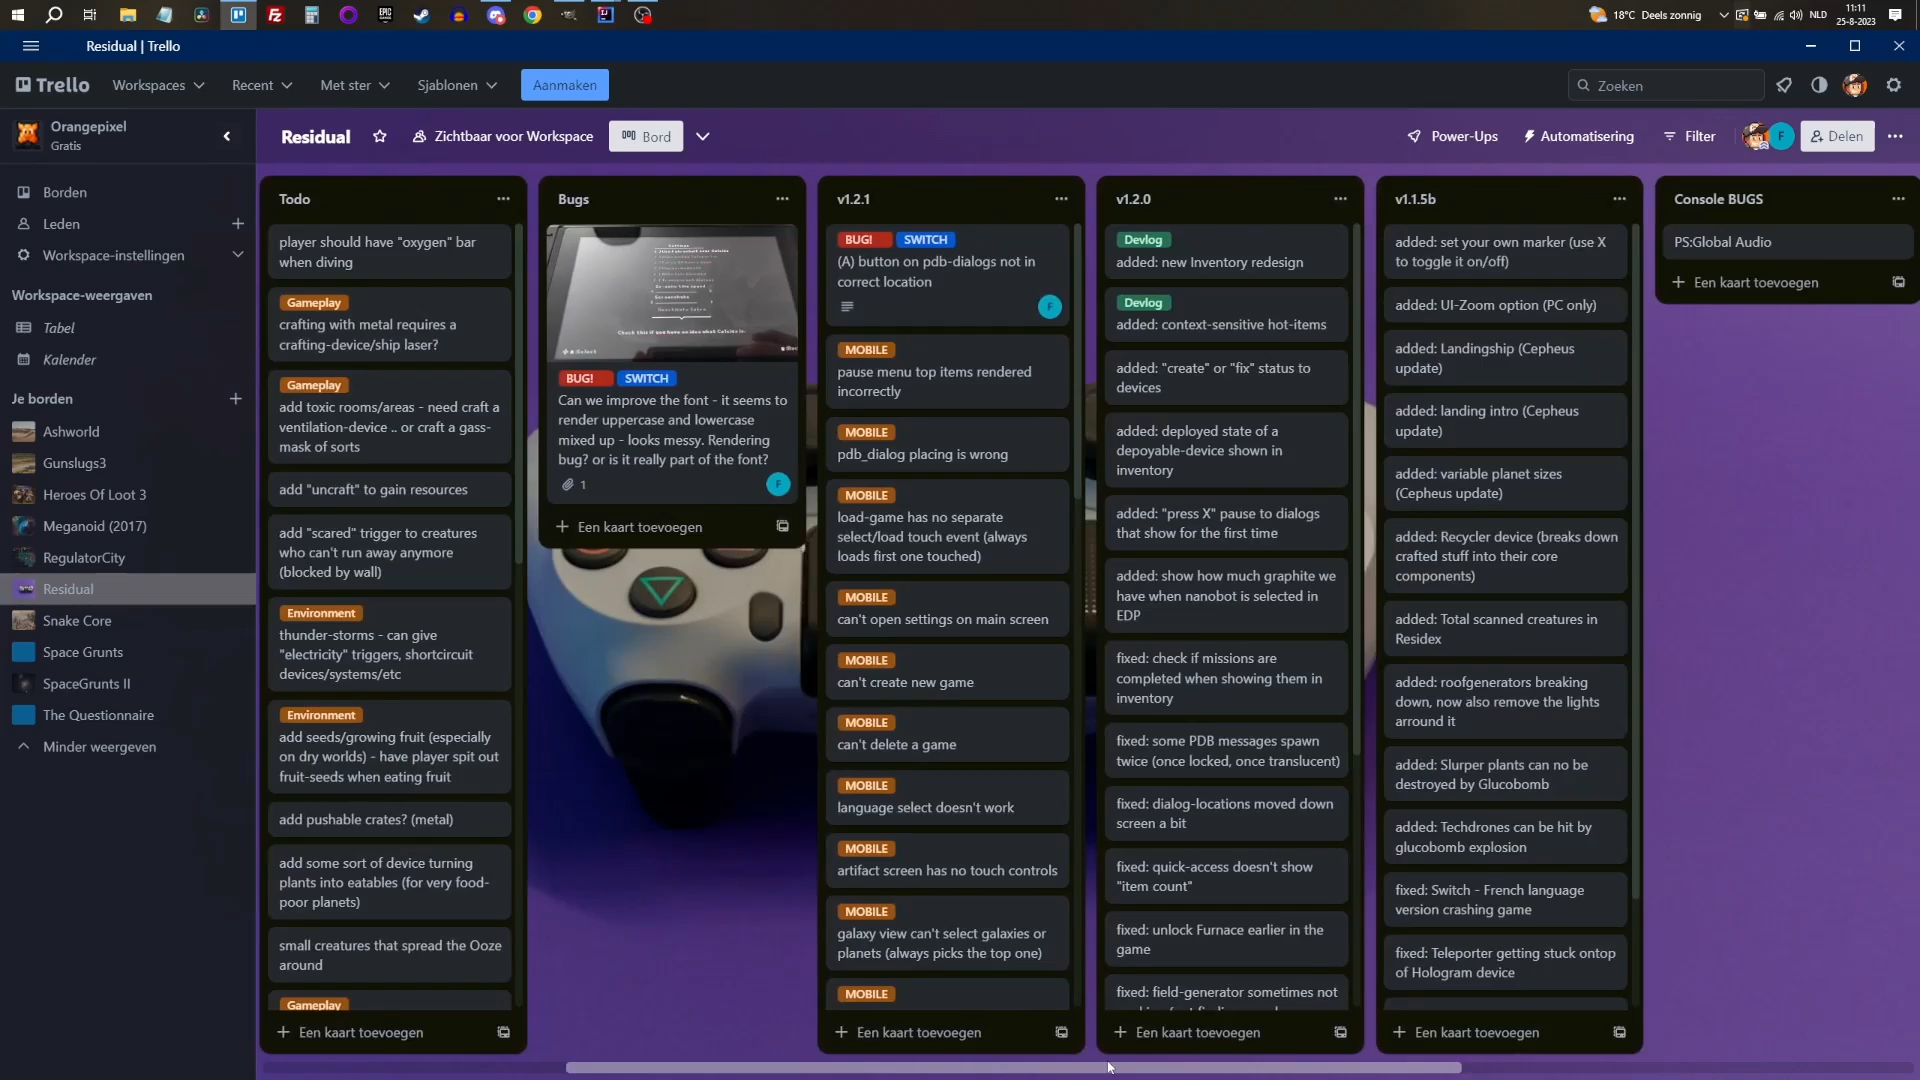 18°C Deels zonnig
NLD
11:11
25-8-2023
Residual | Trello
Trello
Workspaces
Recent
Met ster
Sjablonen
Aanmaken
Zoeken
Orangepixel
Gratis
Residual
Zichtbaar voor Workspace
Bord
Power-Ups
Automatisering
Filter
F
Delen
Borden
Leden
Workspace-instellingen
Workspace-weergaven
Tabel
Kalender
Je borden
Ashworld
Gunslugs3
Heroes Of Loot 3
Meganoid (2017)
RegulatorCity
Residual
Snake Core
Space Grunts
SpaceGrunts II
The Questionnaire
Minder weergeven
Todo
player should have "oxygen" bar
when diving
Gameplay
crafting with metal requires a
crafting-device/ship laser?
Gameplay
add toxic rooms/areas - need craft a
ventilation-device .. or craft a gass-
mask of sorts
add "uncraft" to gain resources
add "scared" trigger to creatures
who can't run away anymore
(blocked by wall)
Environment
thunder-storms - can give
"electricity" triggers, shortcircuit
devices/systems/etc
Environment
add seeds/growing fruit (especially
on dry worlds) - have player spit out
fruit-seeds when eating fruit
add pushable crates? (metal)
add some sort of device turning
plants into eatables (for very food-
poor planets)
small creatures that spread the Ooze
around
Gameplay
Een kaart toevoegen
Bugs
BUG!
SWITCH
Can we improve the font - it seems to
render uppercase and lowercase
mixed up - looks messy. Rendering
bug? or is it really part of the font?
1
F
Een kaart toevoegen
v1.2.1
BUG!
SWITCH
(A) button on pdb-dialogs not in
correct location
F
MOBILE
pause menu top items rendered
incorrectly
MOBILE
pdb_dialog placing is wrong
MOBILE
load-game has no separate
select/load touch event (always
loads first one touched)
MOBILE
can't open settings on main screen
MOBILE
can't create new game
MOBILE
can't delete a game
MOBILE
language select doesn't work
MOBILE
artifact screen has no touch controls
MOBILE
galaxy view can't select galaxies or
planets (always picks the top one)
MOBILE
Een kaart toevoegen
v1.2.0
Devlog
added: new Inventory redesign
Devlog
added: context-sensitive hot-items
added: "create" or "fix" status to
devices
added: deployed state of a
depoyable-device shown in
inventory
added: "press X" pause to dialogs
that show for the first time
added: show how much graphite we
have when nanobot is selected in
EDP
fixed: check if missions are
completed when showing them in
inventory
fixed: some PDB messages spawn
twice (once locked, once translucent)
fixed: dialog-locations moved down
screen a bit
fixed: quick-access doesn't show
"item count"
fixed: unlock Furnace earlier in the
game
fixed: field-generator sometimes not
Een kaart toevoegen
v1.1.5b
added: set your own marker (use X
to toggle it on/off)
added: UI-Zoom option (PC only)
added: Landingship (Cepheus
update)
added: landing intro (Cepheus
update)
added: variable planet sizes
(Cepheus update)
added: Recycler device (breaks down
crafted stuff into their core
components)
added: Total scanned creatures in
Residex
added: roofgenerators breaking
down, now also remove the lights
arround it
added: Slurper plants can no be
destroyed by Glucobomb
added: Techdrones can be hit by
glucobomb explosion
fixed: Switch - French language
version crashing game
fixed: Teleporter getting stuck ontop
of Hologram device
Een kaart toevoegen
Console BUGS
PS:Global Audio
Een kaart toevoegen